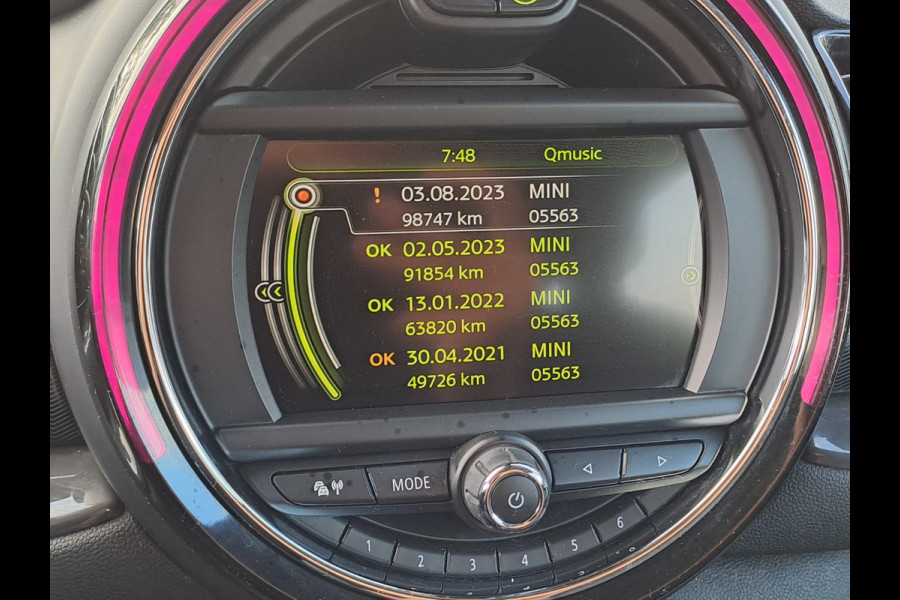 7:48 Qmusic
! 03.08.2023 MINI
98747 km 05563
OK 02.05.2023 MINI
91854 km 05563
OK 13.01.2022 MINI
63820 km 05563
OK 30.04.2021 MINI
49726 km 05563
MODE
1 2 3 4 5 6